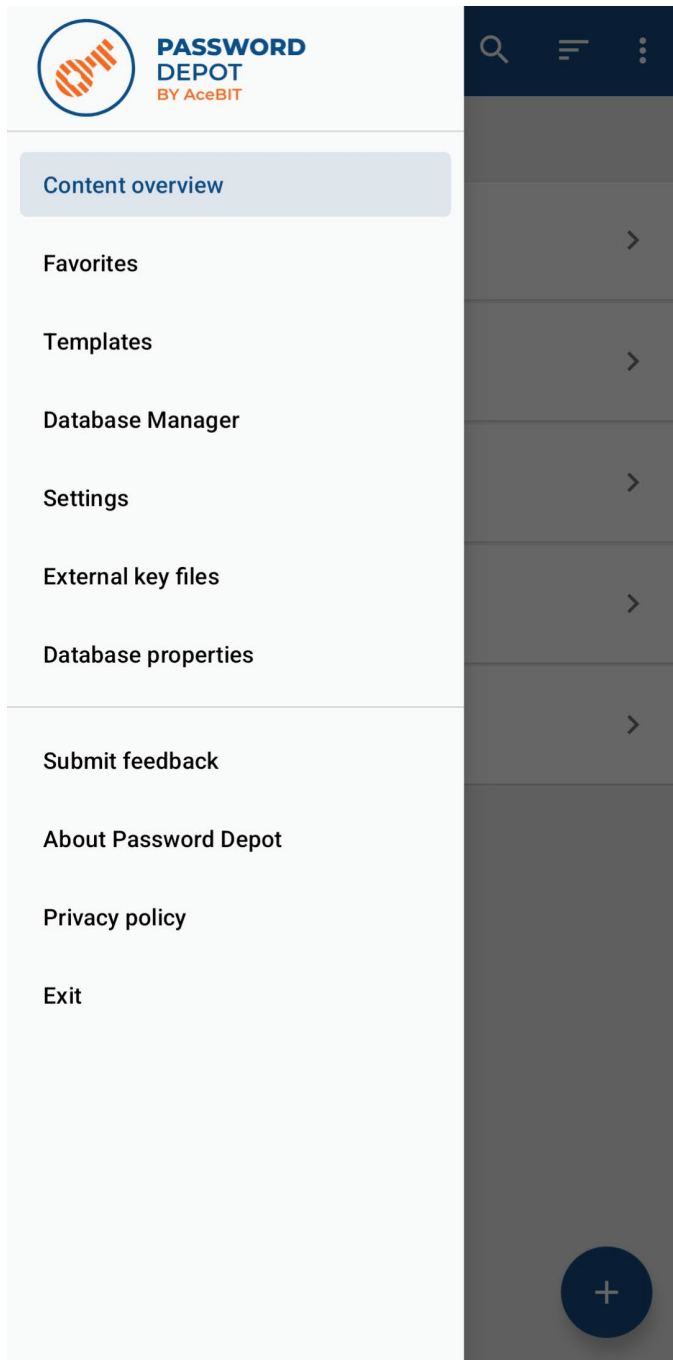 PASSWORD
DEPOT
BY AceBIT
Content overview
Favorites
Templates
Database Manager
Settings
External key files
Database properties
Submit feedback
About Password Depot
Privacy policy
Exit